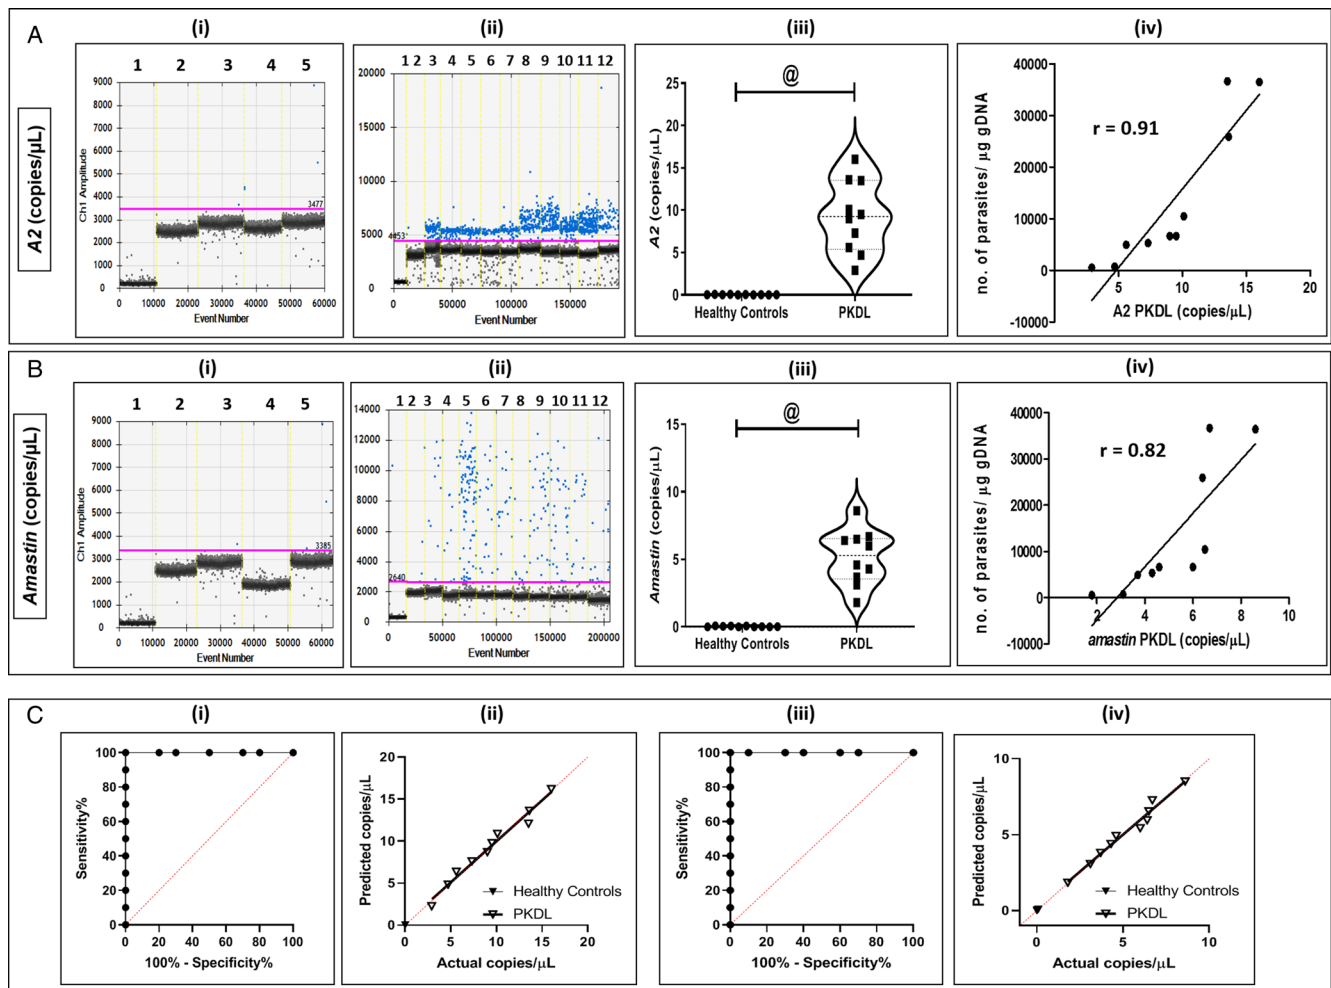 A
(i)
(ii)
(iii)
(iv)
A2 (copies/µL)
1 2 3 4 5
Ch1 Amplitude
9000
8000
7000
6000
5000
4000
3000
2000
1000
0
3477
0 10000 20000 30000 40000 50000 60000
Event Number
1 2 3 4 5 6 7 8 9 10 11 12
20000
15000
10000
5000
0
4453
0 50000 100000 150000
Event Number
@
A2 (copies/µL)
25
20
15
10
5
0
Healthy Controls PKDL
no. of parasites/ µg gDNA
40000
30000
20000
10000
0
-10000
r = 0.91
5 10 15 20
A2 PKDL (copies/µL)
B
(i)
(ii)
(iii)
(iv)
Amastin (copies/µL)
1 2 3 4 5
Ch1 Amplitude
9000
8000
7000
6000
5000
4000
3000
2000
1000
0
3385
0 10000 20000 30000 40000 50000 60000
Event Number
1 2 3 4 5 6 7 8 9 10 11 12
14000
12000
10000
8000
6000
4000
2000
0
2640
0 50000 100000 150000 200000
Event Number
@
Amastin (copies/µL)
15
10
5
0
Healthy Controls PKDL
no. of parasites/ µg gDNA
40000
30000
20000
10000
0
-10000
r = 0.82
2 4 6 8 10
amastin PKDL (copies/µL)
C
(i)
(ii)
(iii)
(iv)
Sensitivity%
100
80
60
40
20
0
0 20 40 60 80 100
100% - Specificity%
Predicted copies/µL
20
15
10
5
0
Healthy Controls
PKDL
0 5 10 15 20
Actual copies/µL
Sensitivity%
100
80
60
40
20
0
0 20 40 60 80 100
100% - Specificity%
Predicted copies/µL
10
5
0
Healthy Controls
PKDL
0 5 10
Actual copies/µL